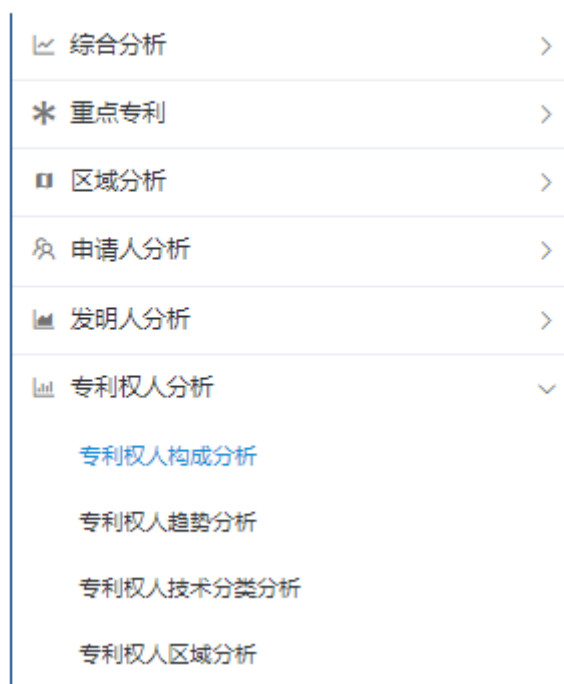 综合分析
重点专利
区域分析
申请人分析
发明人分析
专利权人分析
专利权人构成分析
专利权人趋势分析
专利权人技术分类分析
专利权人区域分析